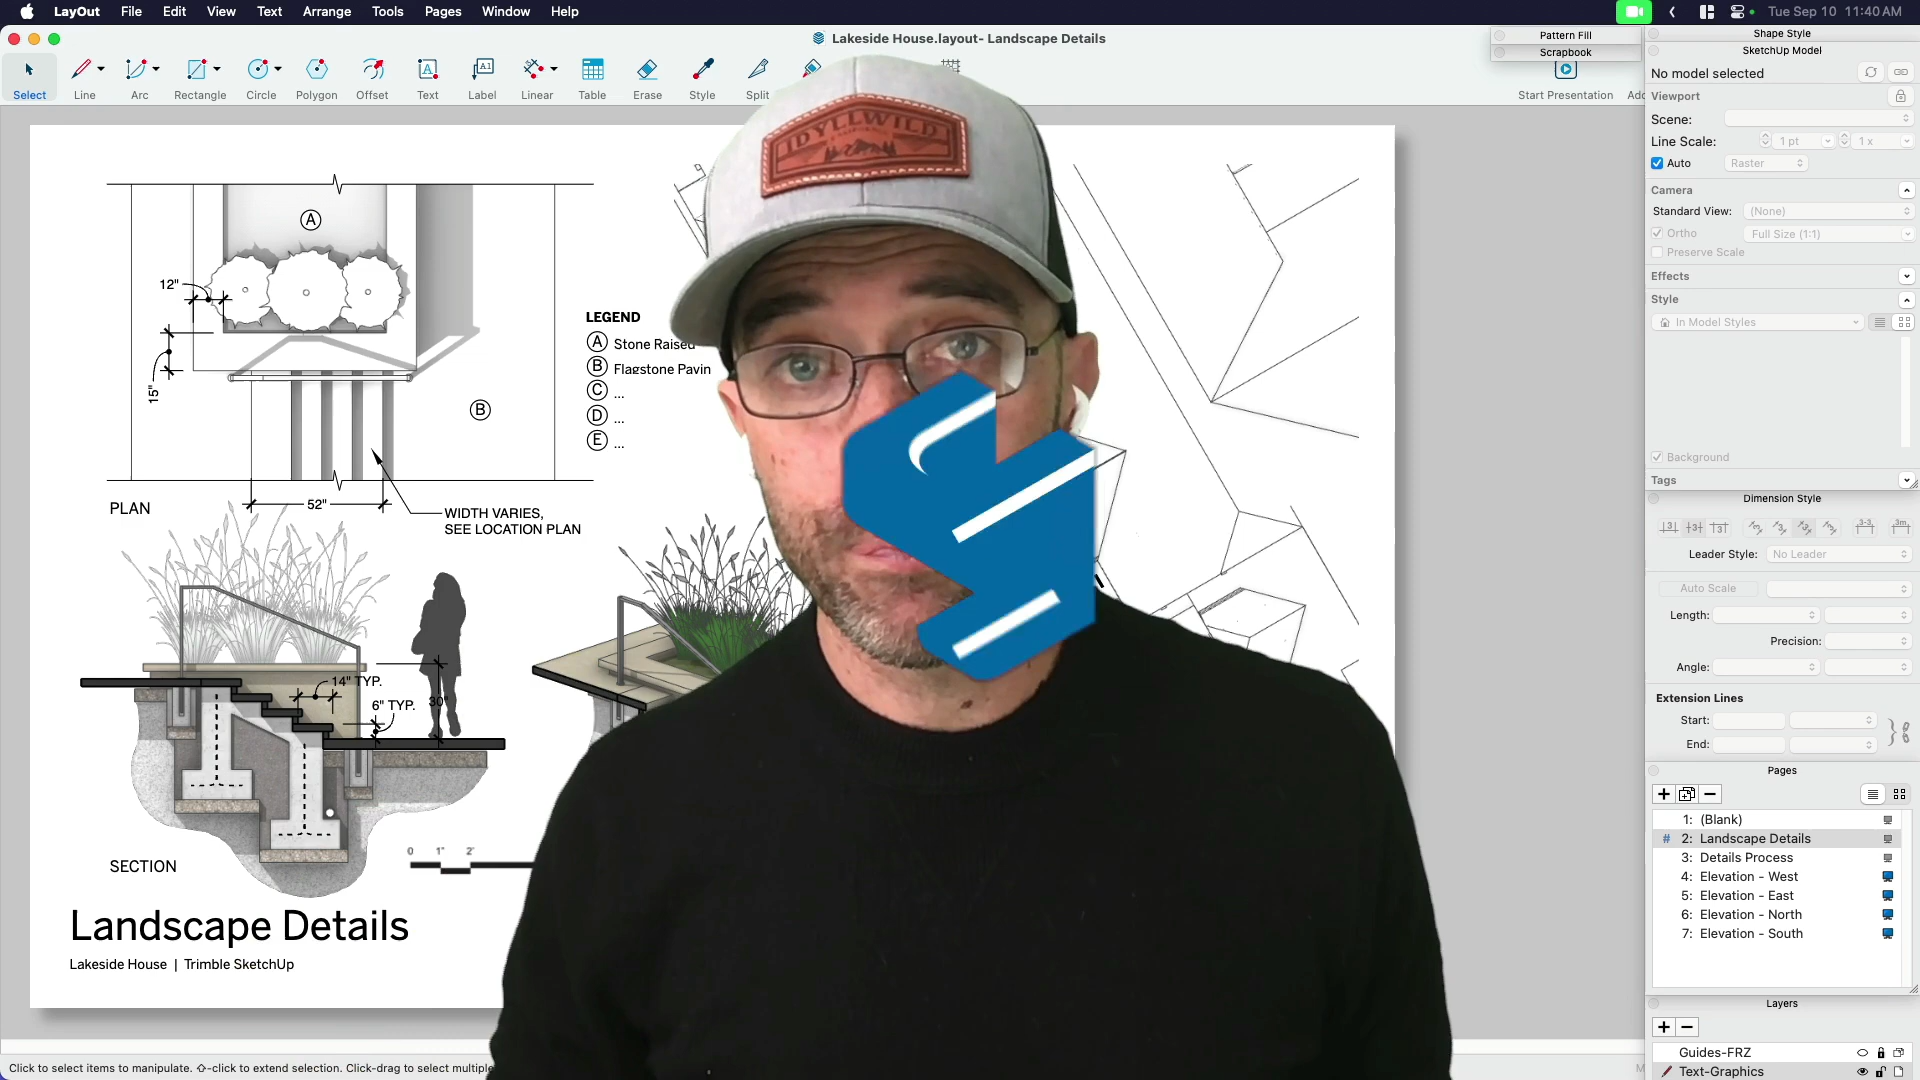 LayOut File Edit View Text Arrange Tools Pages Window Help
Tue Sep 10 11:40 AM
Lakeside House.layout- Landscape Details
Pattern Fill
Scrapbook
Select Line Arc Rectangle Circle Polygon Offset Text Label Linear Table Erase Style Split
Start Presentation
IDYLLWILD
A
12"
15"
B
52"
PLAN
WIDTH VARIES,
SEE LOCATION PLAN
LEGEND
A Stone Raised
B Flagstone Pavin
C ...
D ...
E ...
14" TYP.
6" TYP.
30"
SECTION
0 1" 2'
Landscape Details
Lakeside House | Trimble SketchUp
Click to select items to manipulate. ⇧-click to extend selection. Click-drag to select multiple
Shape Style
SketchUp Model
No model selected
Viewport
Scene:
Line Scale: 1 pt 1 x
Auto Raster
Camera
Standard View: (None)
Ortho Full Size (1:1)
Preserve Scale
Effects
Style
In Model Styles
Background
Tags
Dimension Style
Leader Style: No Leader
Auto Scale
Length:
Precision:
Angle:
Extension Lines
Start:
End:
Pages
1: (Blank)
# 2: Landscape Details
3: Details Process
4: Elevation - West
5: Elevation - East
6: Elevation - North
7: Elevation - South
Layers
Guides-FRZ
Text-Graphics